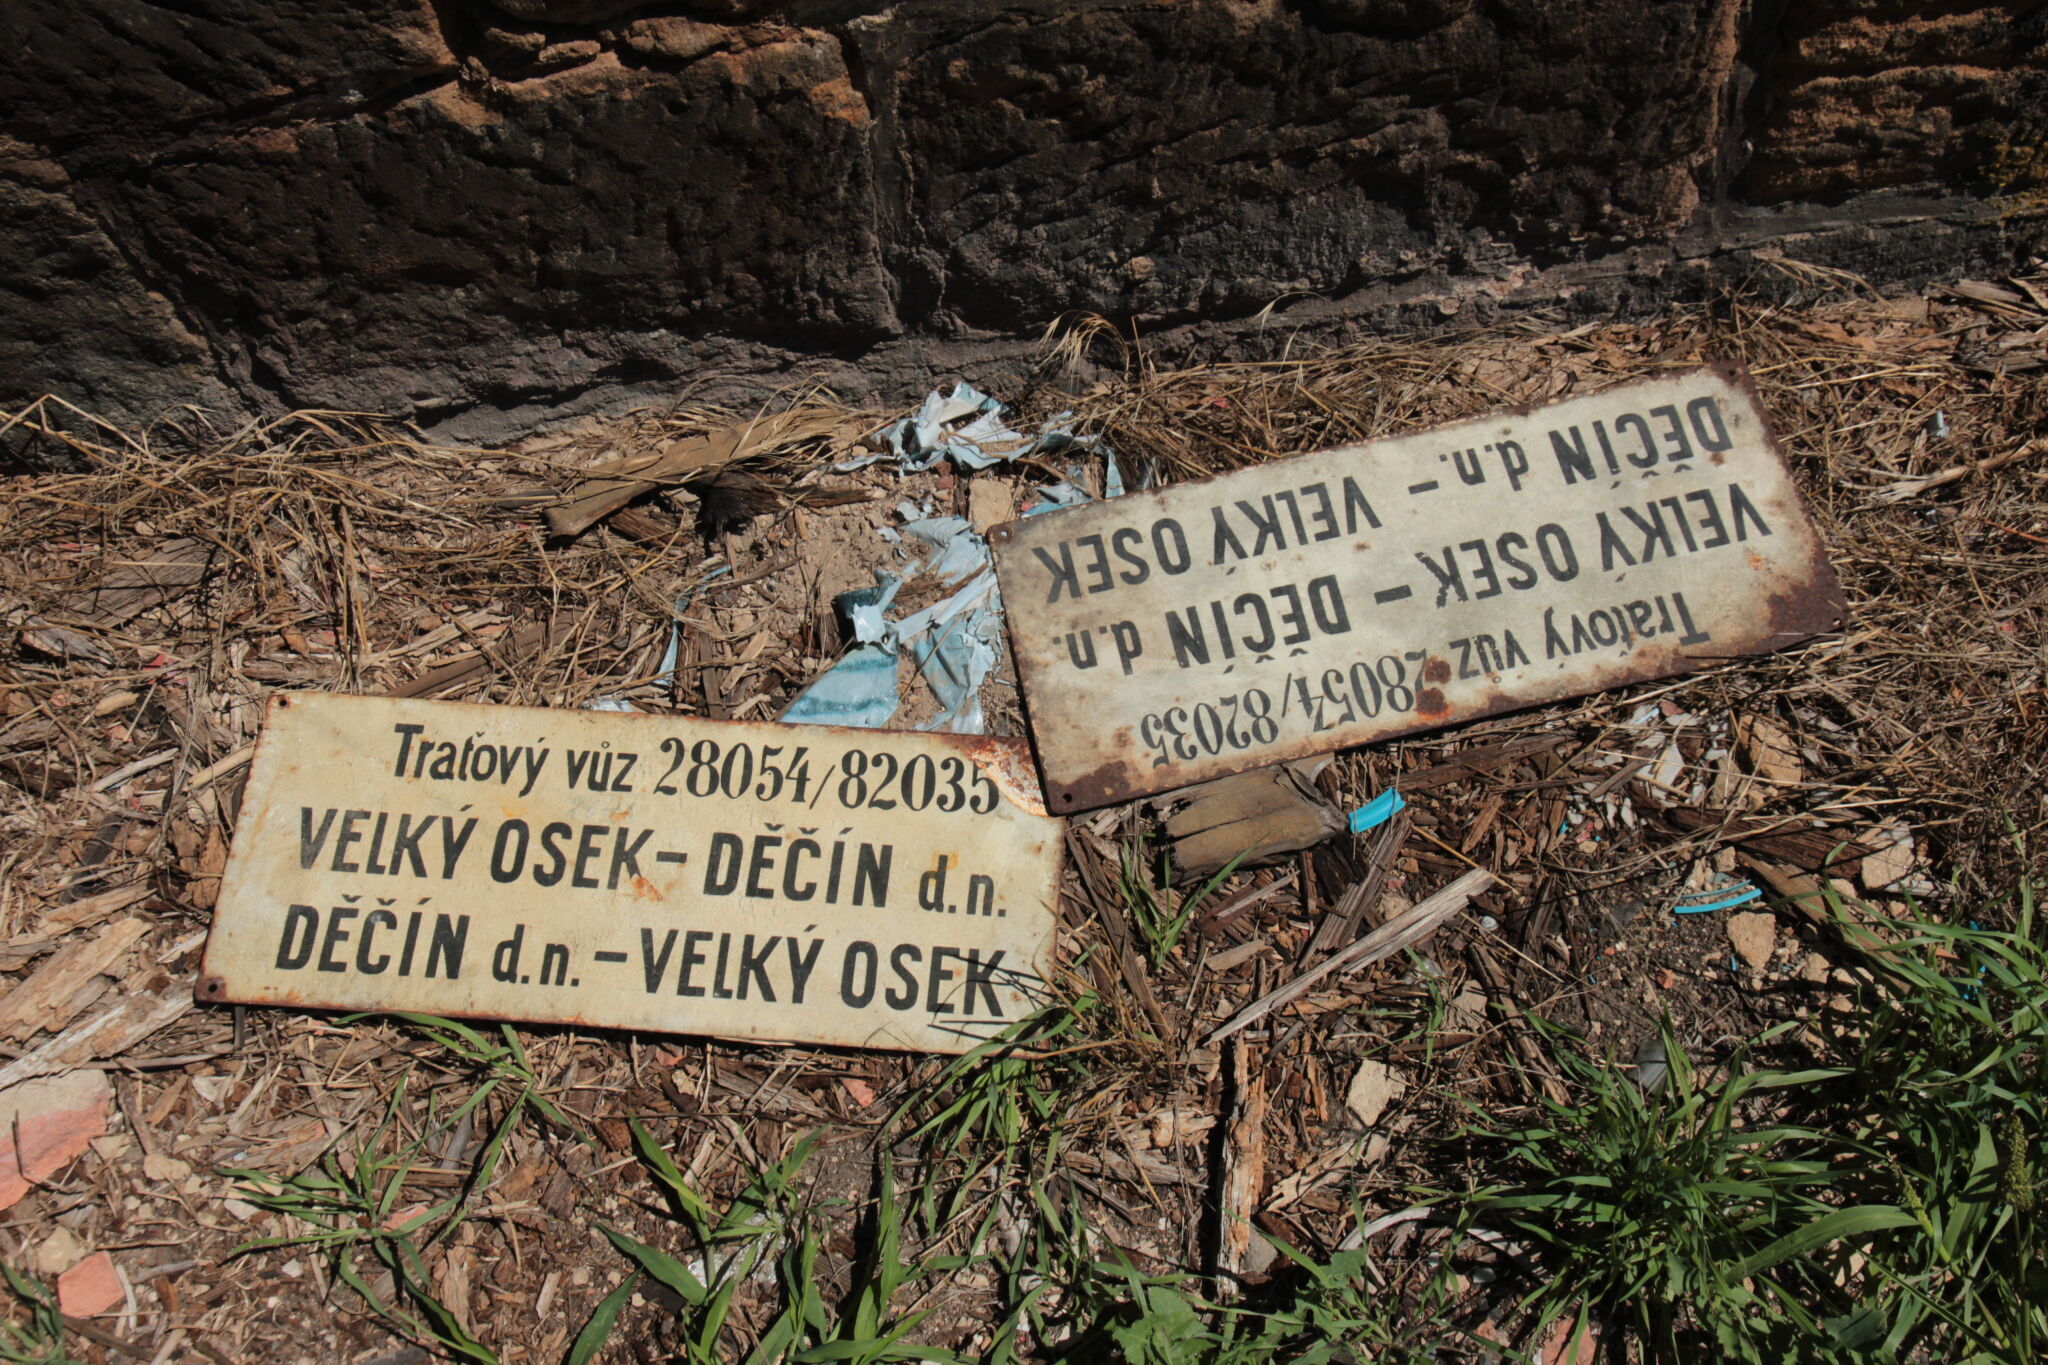 Traťový vůz 28054/82035
VELKÝ OSEK – DĚČÍN d.n.
DĚČÍN d.n. – VELKÝ OSEK
Traťový vůz 28054/82035
VELKÝ OSEK – DĚČÍN d.n.
DĚČÍN d.n. – VELKÝ OSEK